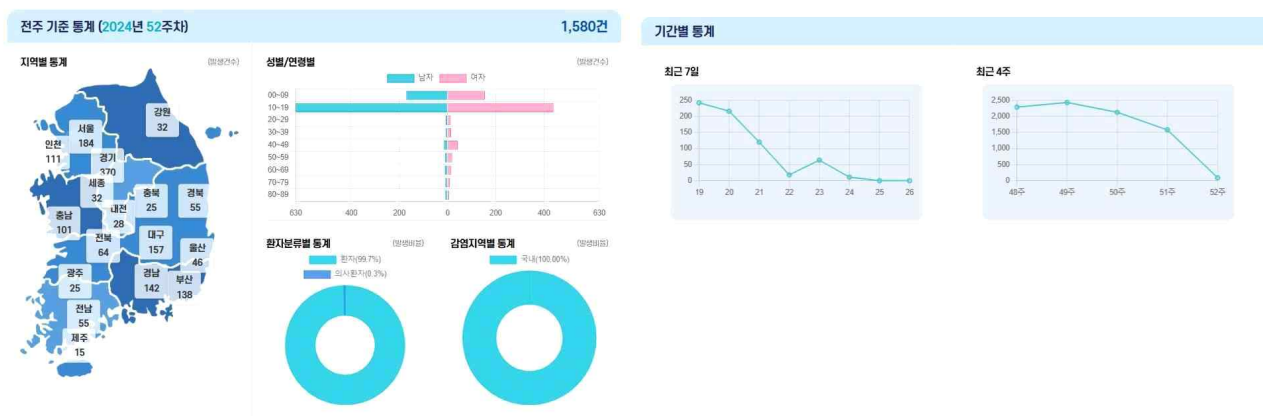 전주 기준 통계 (2024년 52주차)
1,580건
지역별 통계
(발생건수)
강원
32
서울
184
인천
111
경기
370
세종
32
충북
25
경북
55
대전
28
충남
101
전북
64
대구
157
울산
46
광주
25
경남
142
부산
138
전남
55
제주
15
성별/연령별
(발생건수)
남자 여자
00~09
10~19
20~29
30~39
40~49
50~59
60~69
70~79
80~89
630 400 200 0 200 400 630
환자분류별 통계
(발생비율)
환자(99.7%)
의사환자(0.3%)
감염지역별 통계
(발생비율)
국내(100.00%)
기간별 통계
최근 7일
250
200
150
100
50
0
19 20 21 22 23 24 25 26
최근 4주
2,500
2,000
1,500
1,000
500
0
48주 49주 50주 51주 52주